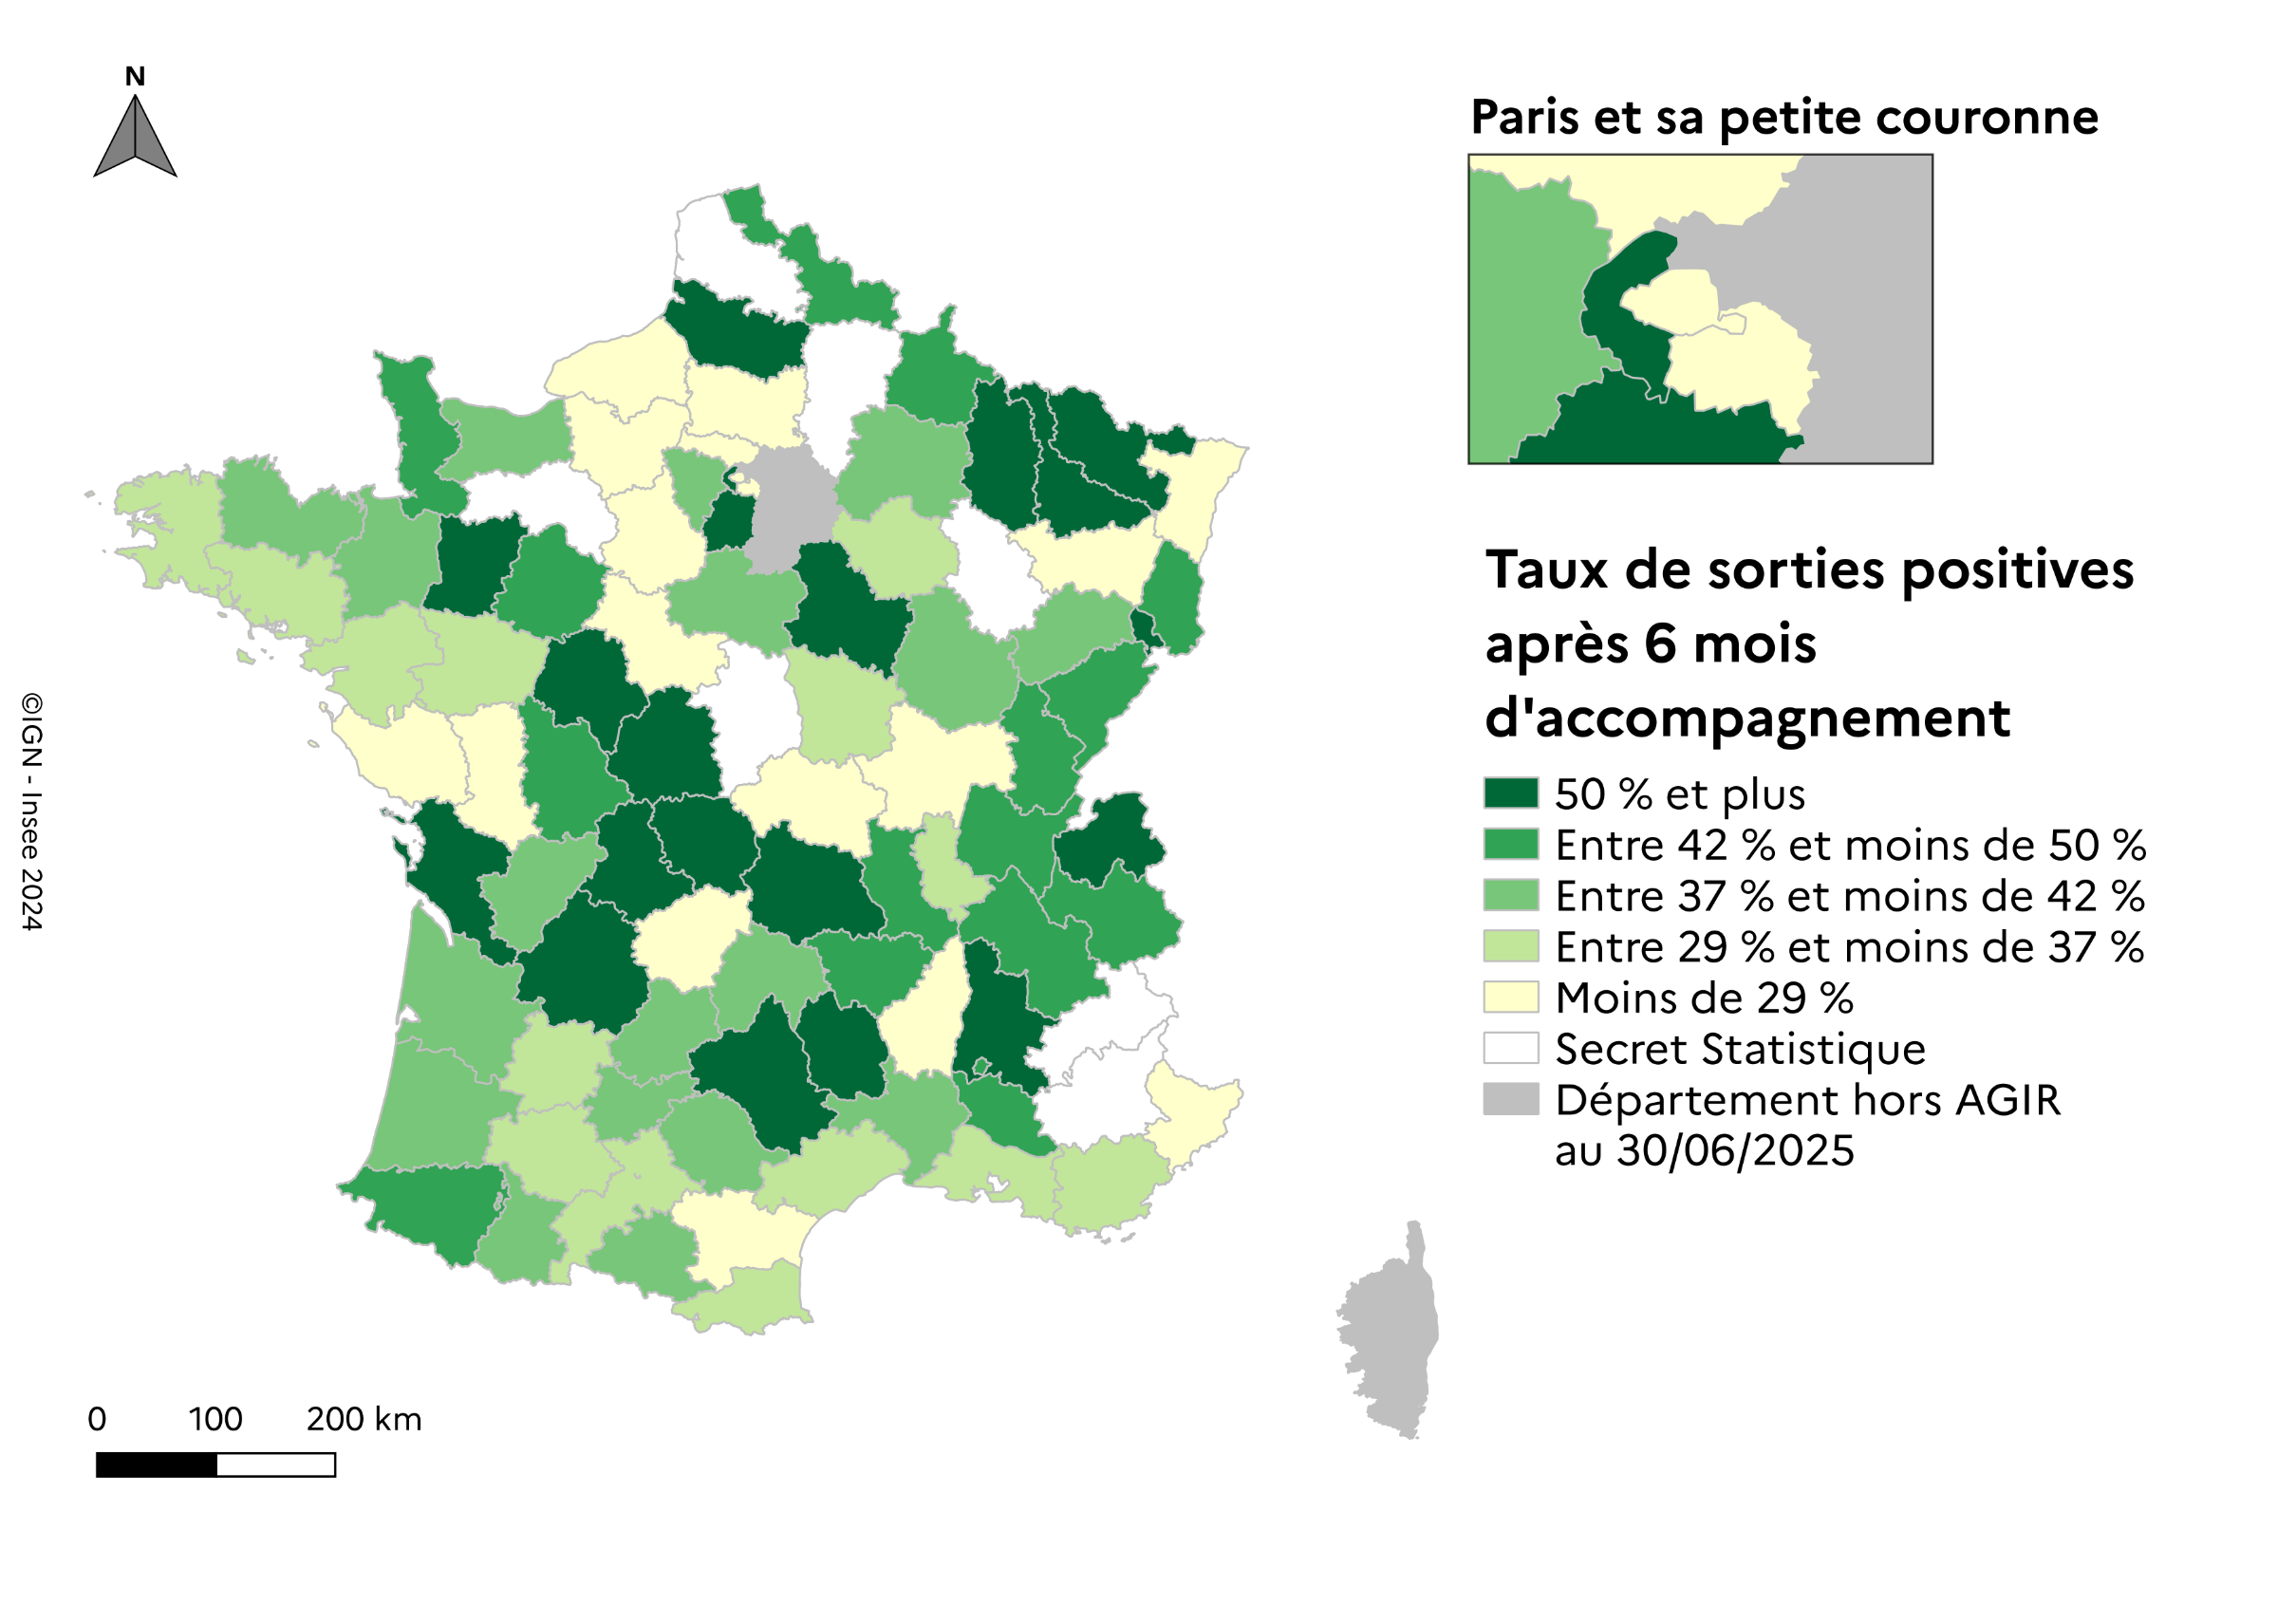 N
Paris et sa petite couronne
Taux de sorties positives
après 6 mois
d'accompagnement
50 % et plus
Entre 42 % et moins de 50 %
Entre 37 % et moins de 42 %
Entre 29 % et moins de 37 %
Moins de 29 %
Secret Statistique
Département hors AGIR
au 30/06/2025
©IGN - Insee 2024
0 100 200 km